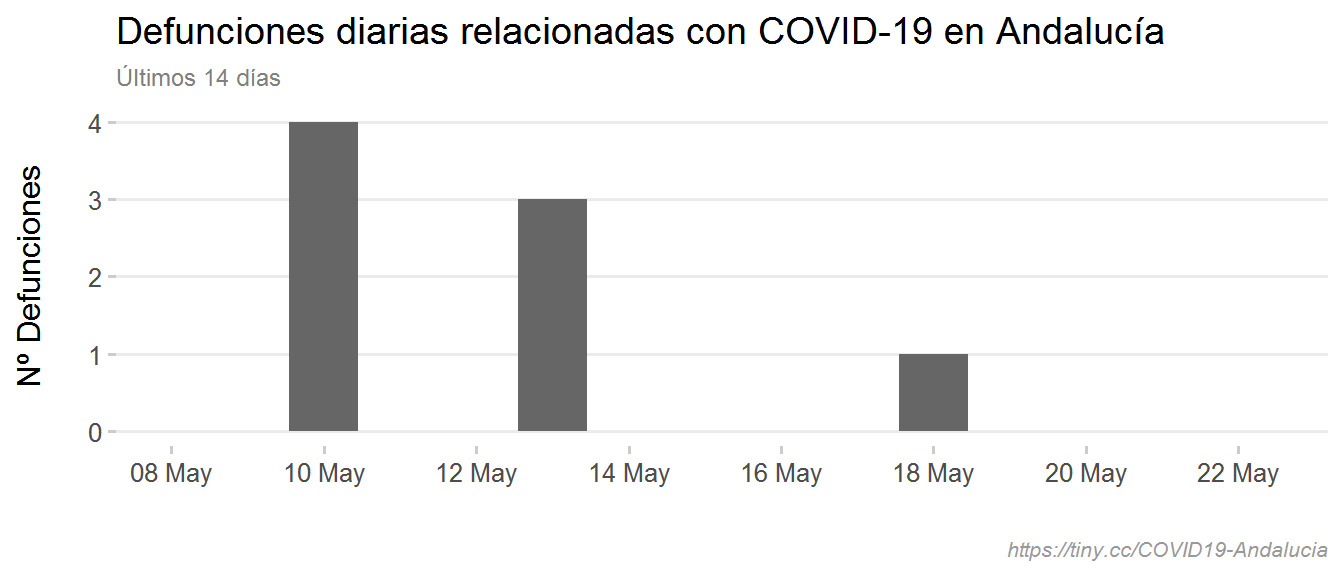 Defunciones diarias relacionadas con COVID-19 en Andalucía
Últimos 14 días
Nº Defunciones
4
3
2
1
0
08 May 10 May 12 May 14 May 16 May 18 May 20 May 22 May
https://tiny.cc/COVID19-Andalucia